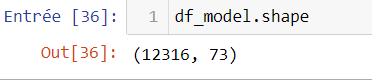 Entrée [36]: 1 df_model.shape
Out[36]: (12316, 73)